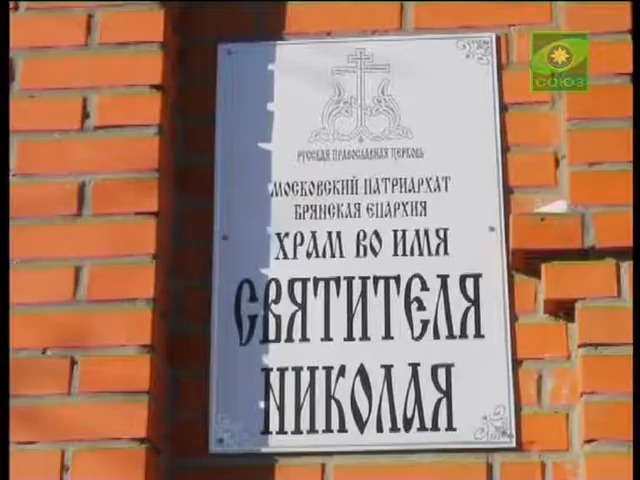 СОЮЗ
РУССКАЯ ПРАВОСЛАВНАЯ ЦЕРКОВЬ
МОСКОВСКИЙ ПАТРИАРХАТ
БРЯНСКАЯ ЕПАРХИЯ
ХРАМ ВО ИМЯ
СВЯТИТЕЛЯ
НИКОЛАЯ